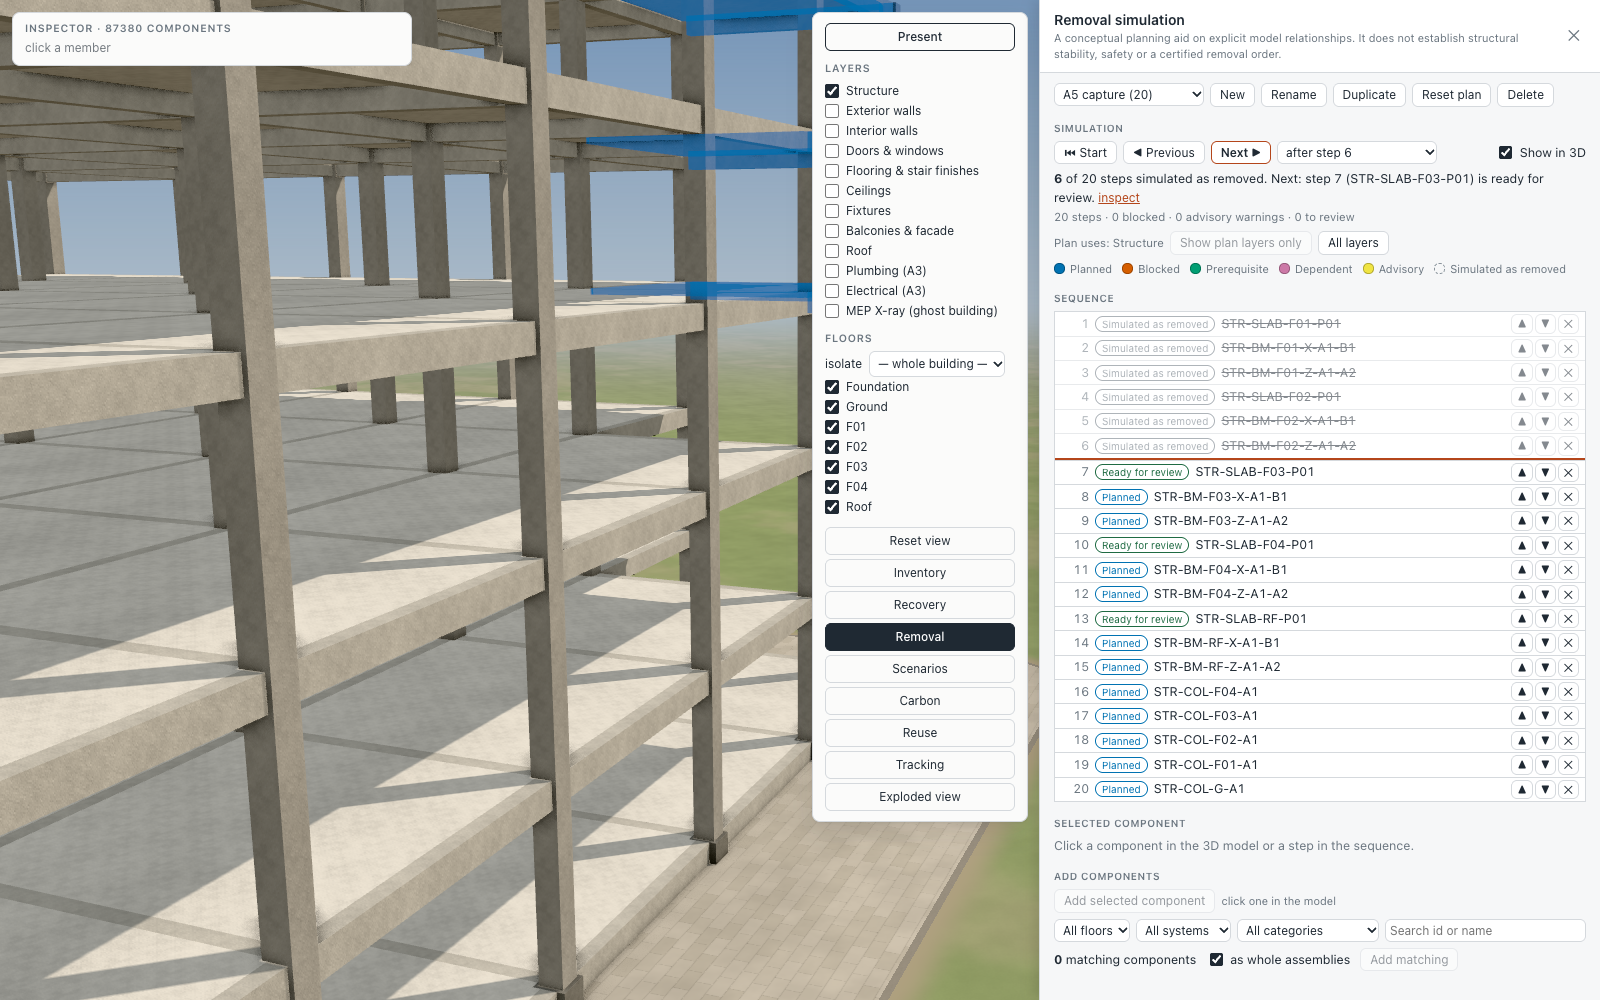 INSPECTOR · 87380 COMPONENTS
click a member
Present
LAYERS
Structure
Exterior walls
Interior walls
Doors & windows
Flooring & stair finishes
Ceilings
Fixtures
Balconies & facade
Roof
Plumbing (A3)
Electrical (A3)
MEP X-ray (ghost building)
FLOORS
isolate — whole building —
Foundation
Ground
F01
F02
F03
F04
Roof
Reset view
Inventory
Recovery
Removal
Scenarios
Carbon
Reuse
Tracking
Exploded view
Removal simulation
A conceptual planning aid on explicit model relationships. It does not establish structural
stability, safety or a certified removal order.
A5 capture (20) New Rename Duplicate Reset plan Delete
SIMULATION
⏮ Start ◀ Previous Next ▶ after step 6 Show in 3D
6 of 20 steps simulated as removed. Next: step 7 (STR-SLAB-F03-P01) is ready for
review. inspect
20 steps · 0 blocked · 0 advisory warnings · 0 to review
Plan uses: Structure Show plan layers only All layers
Planned Blocked Prerequisite Dependent Advisory Simulated as removed
SEQUENCE
1 Simulated as removed STR-SLAB-F01-P01 ▲ ▼ ×
2 Simulated as removed STR-BM-F01-X-A1-B1 ▲ ▼ ×
3 Simulated as removed STR-BM-F01-Z-A1-A2 ▲ ▼ ×
4 Simulated as removed STR-SLAB-F02-P01 ▲ ▼ ×
5 Simulated as removed STR-BM-F02-X-A1-B1 ▲ ▼ ×
6 Simulated as removed STR-BM-F02-Z-A1-A2 ▲ ▼ ×
7 Ready for review STR-SLAB-F03-P01 ▲ ▼ ×
8 Planned STR-BM-F03-X-A1-B1 ▲ ▼ ×
9 Planned STR-BM-F03-Z-A1-A2 ▲ ▼ ×
10 Ready for review STR-SLAB-F04-P01 ▲ ▼ ×
11 Planned STR-BM-F04-X-A1-B1 ▲ ▼ ×
12 Planned STR-BM-F04-Z-A1-A2 ▲ ▼ ×
13 Ready for review STR-SLAB-RF-P01 ▲ ▼ ×
14 Planned STR-BM-RF-X-A1-B1 ▲ ▼ ×
15 Planned STR-BM-RF-Z-A1-A2 ▲ ▼ ×
16 Planned STR-COL-F04-A1 ▲ ▼ ×
17 Planned STR-COL-F03-A1 ▲ ▼ ×
18 Planned STR-COL-F02-A1 ▲ ▼ ×
19 Planned STR-COL-F01-A1 ▲ ▼ ×
20 Planned STR-COL-G-A1 ▲ ▼ ×
SELECTED COMPONENT
Click a component in the 3D model or a step in the sequence.
ADD COMPONENTS
Add selected component click one in the model
All floors All systems All categories Search id or name
0 matching components as whole assemblies Add matching